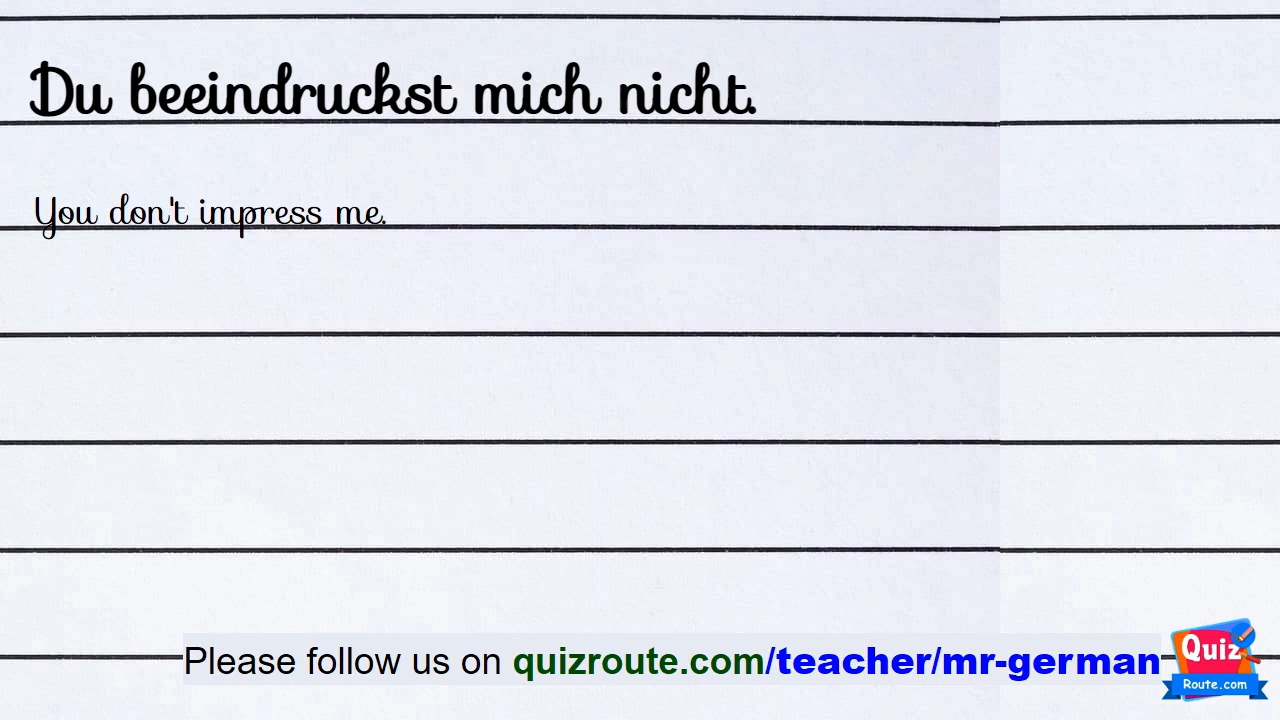 Du beeindruckst mich nicht.
You don't impress me.
Please follow us on quizroute.com/teacher/mr-german
Quiz
Route.com